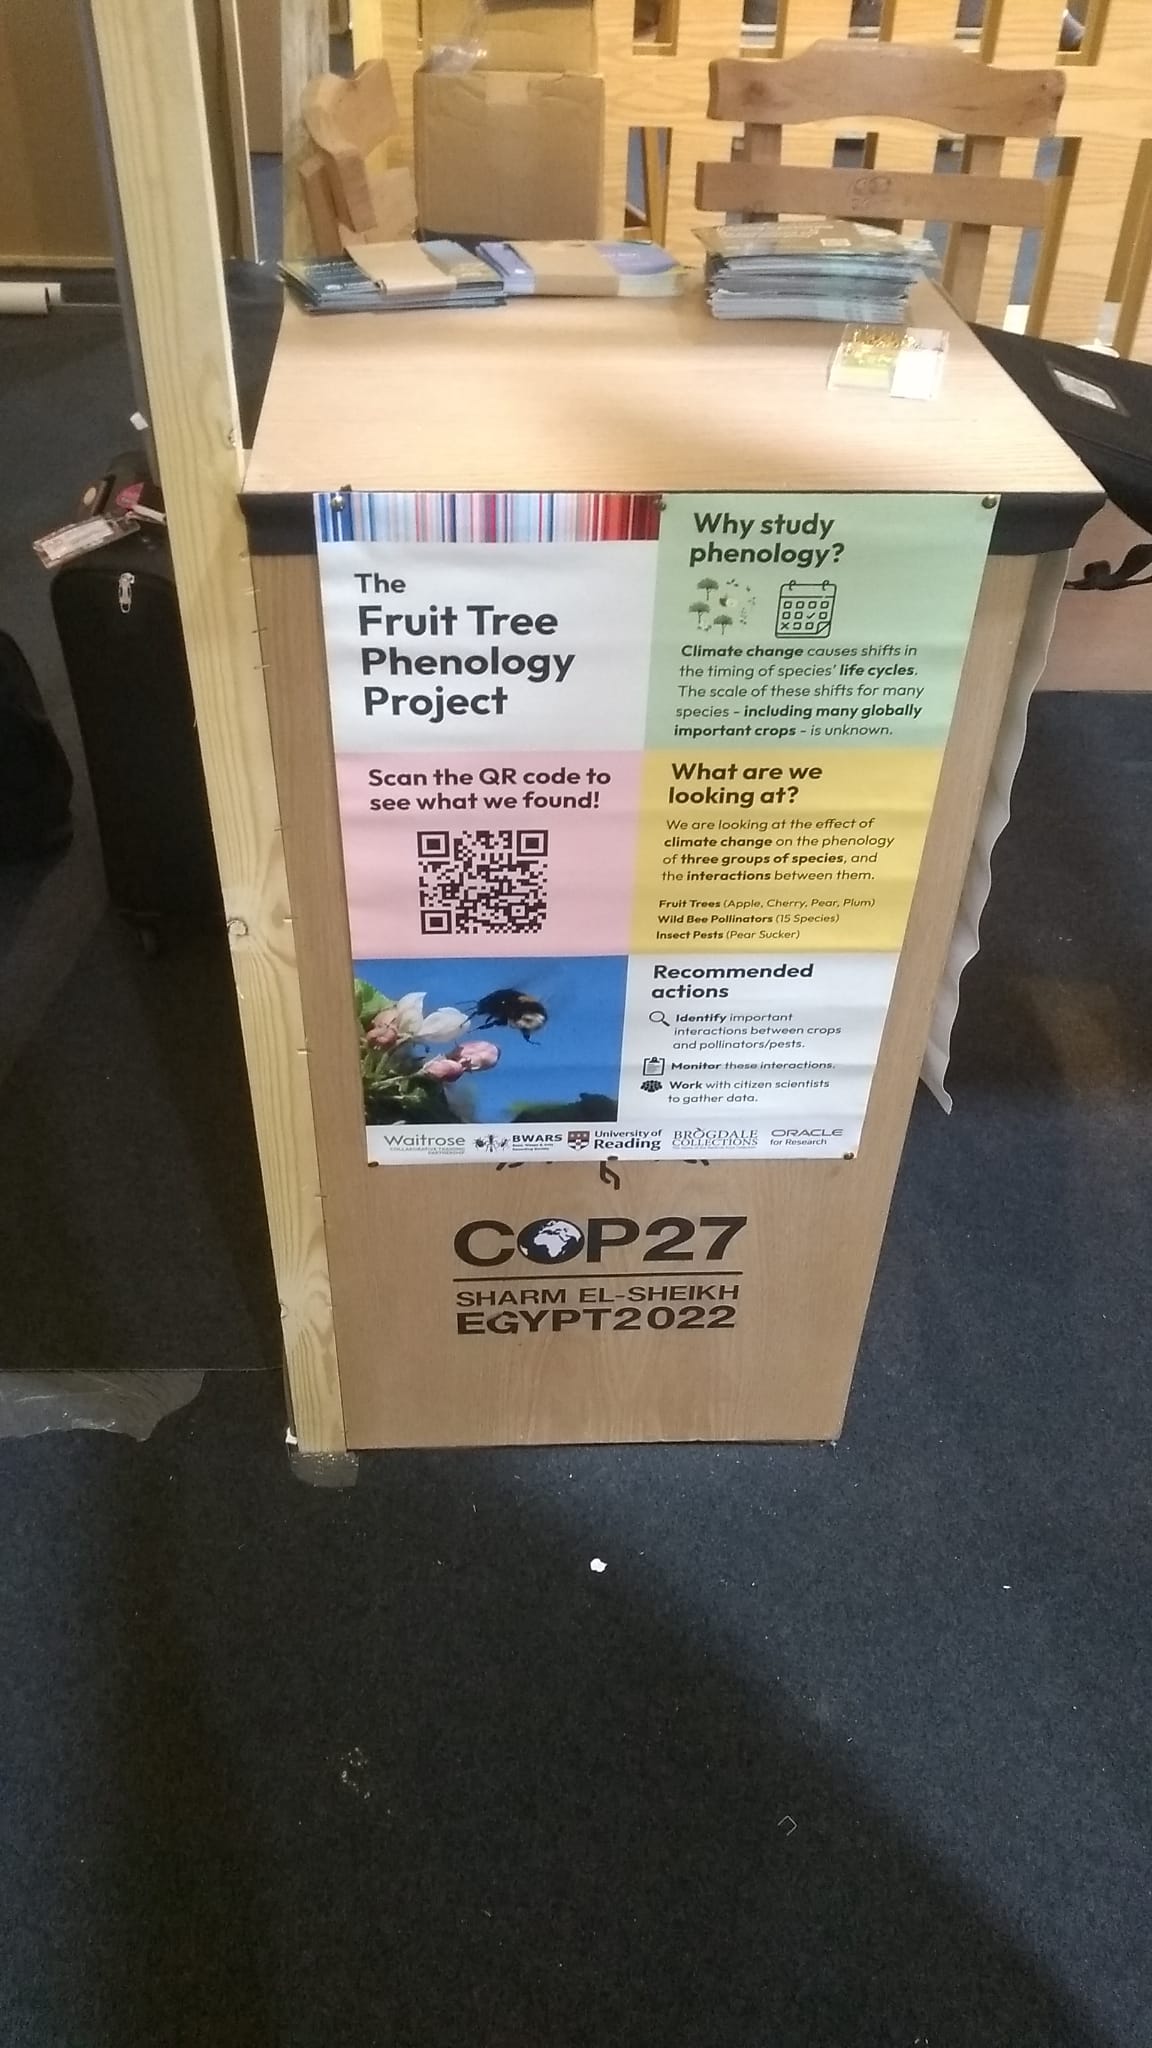 The
Fruit Tree
Phenology
Project
Why study
phenology?
Climate change causes shifts in
the timing of species' life cycles.
The scale of these shifts for many
species - including many globally
important crops - is unknown.
Scan the QR code to
see what we found!
What are we
looking at?
We are looking at the effect of
climate change on the phenology
of three groups of species, and
the interactions between them.
Fruit Trees (Apple, Cherry, Pear, Plum)
Wild Bee Pollinators (15 Species)
Insect Pests (Pear Sucker)
Recommended
actions
Identify important
interactions between crops
and pollinators/pests.
Monitor these interactions.
Work with citizen scientists
to gather data.
Waitrose
COLLABORATIVE TRAINING
PARTNERSHIP
BWARS
University of
Reading
BROGDALE
COLLECTIONS
ORACLE
for Research
COP27
SHARM EL-SHEIKH
EGYPT2022